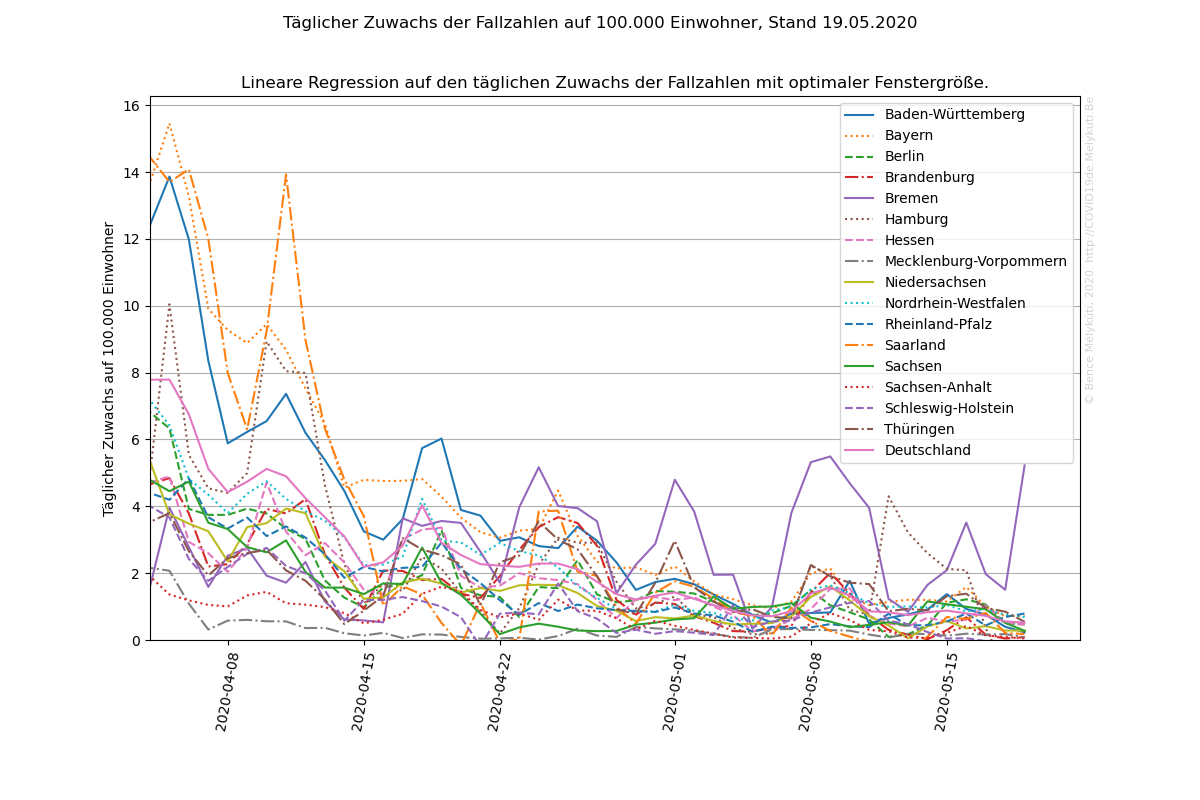 Täglicher Zuwachs der Fallzahlen auf 100.000 Einwohner, Stand 19.05.2020
Lineare Regression auf den täglichen Zuwachs der Fallzahlen mit optimaler Fenstergröße.
Täglicher Zuwachs auf 100.000 Einwohner
16
14
12
10
8
6
4
2
0
2020-04-08
2020-04-15
2020-04-22
2020-05-01
2020-05-08
2020-05-15
Baden-Württemberg
Bayern
Berlin
Brandenburg
Bremen
Hamburg
Hessen
Mecklenburg-Vorpommern
Niedersachsen
Nordrhein-Westfalen
Rheinland-Pfalz
Saarland
Sachsen
Sachsen-Anhalt
Schleswig-Holstein
Thüringen
Deutschland
© Bence Mélykúti, 2020. http://COVID19de.Melykuti.Be